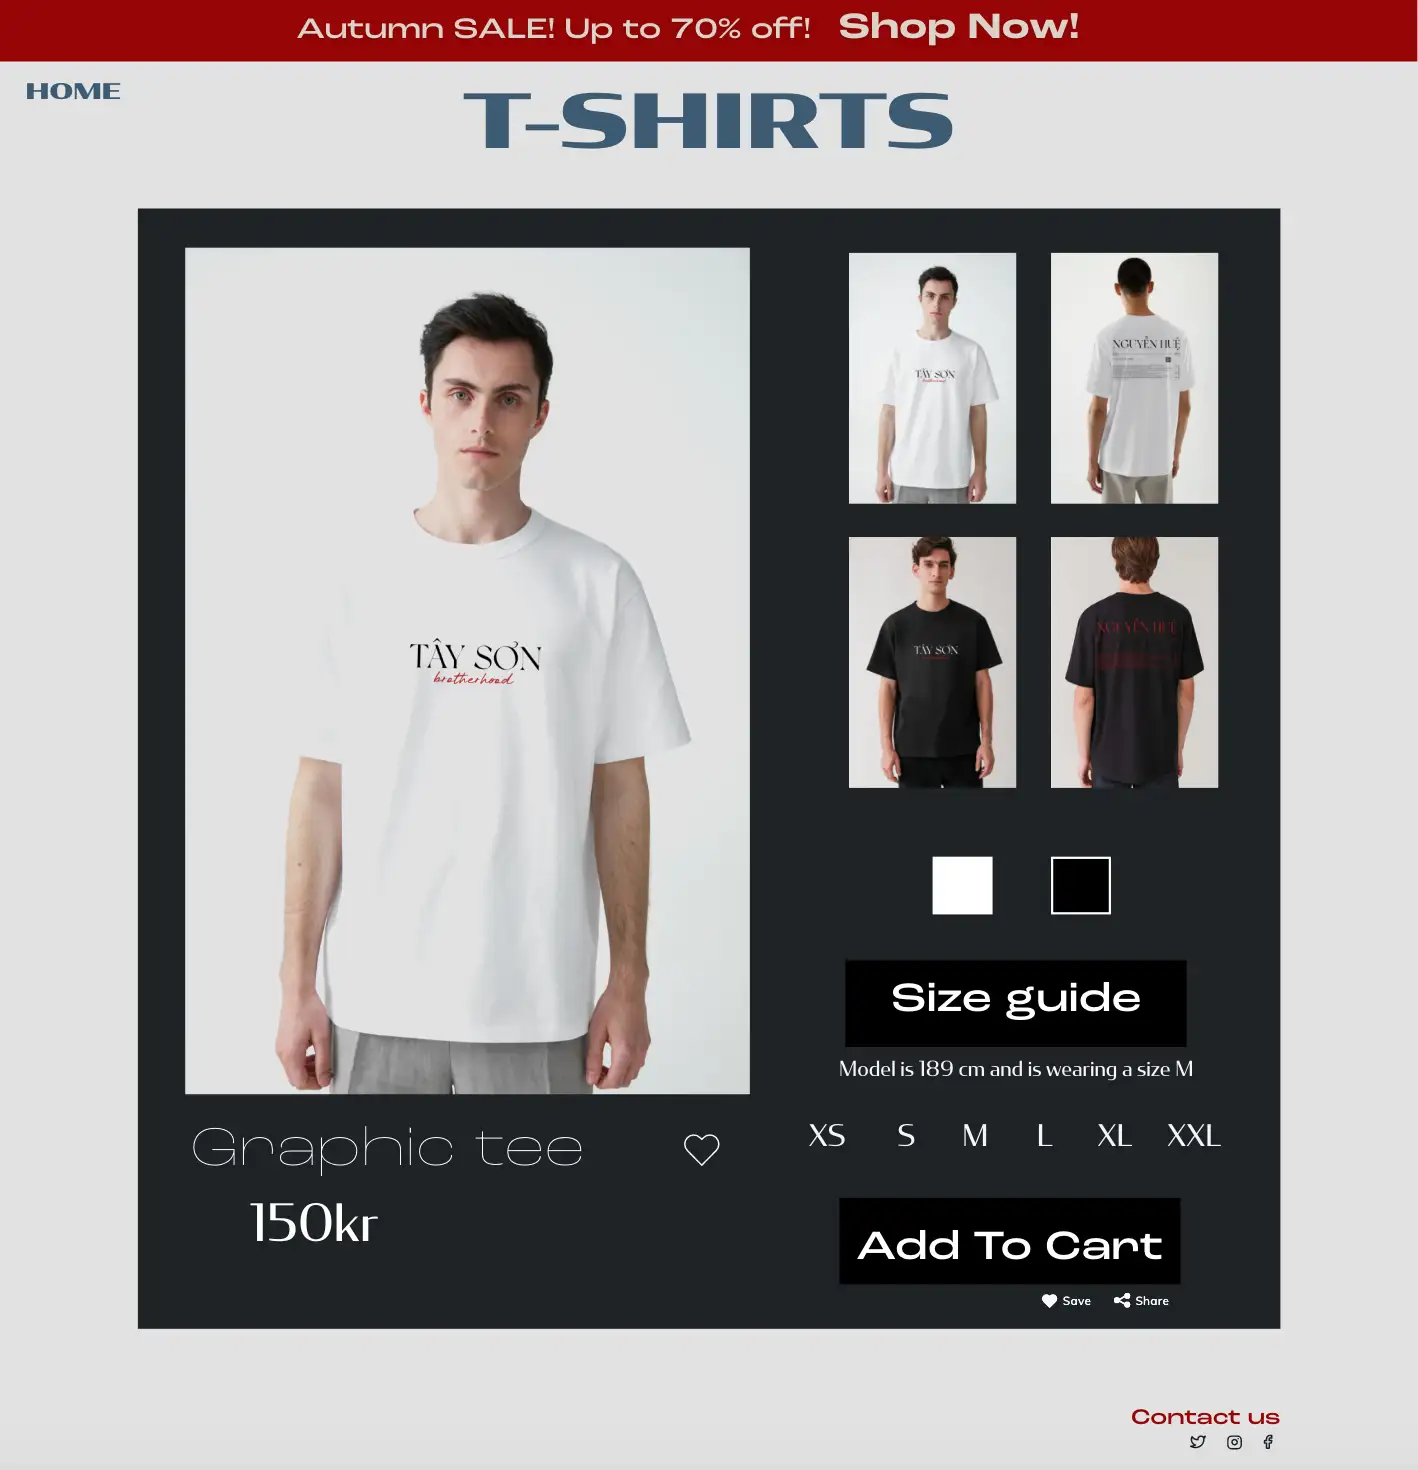 Autumn SALE! Up to 70% off! Shop Now!
HOME
T-SHIRTS
TÂY SƠN
brotherhood
TÂY SƠN
brotherhood
NGUYỄN HUỆ
TÂY SƠN
NGUYỄN HUỆ
Size guide
Model is 189 cm and is wearing a size M
XS S M L XL XXL
Graphic tee
150kr
Add To Cart
Save Share
Contact us